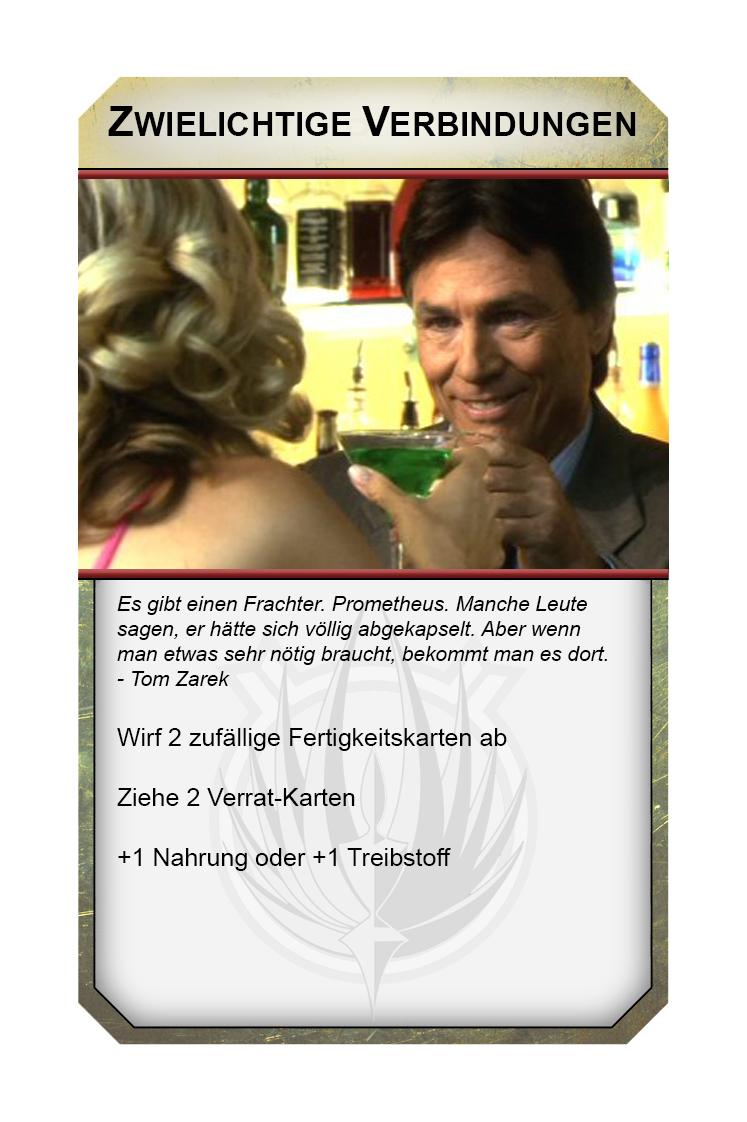 ZWIELICHTIGE VERBINDUNGEN
Es gibt einen Frachter. Prometheus. Manche Leute
sagen, er hätte sich völlig abgekapselt. Aber wenn
man etwas sehr nötig braucht, bekommt man es dort.
- Tom Zarek
Wirf 2 zufällige Fertigkeitskarten ab
Ziehe 2 Verrat-Karten
+1 Nahrung oder +1 Treibstoff